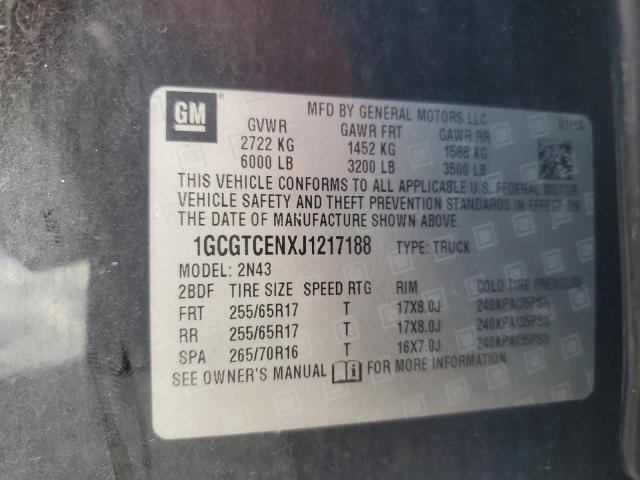 GM
MFD BY GENERAL MOTORS LLC
GVWR GAWR FRT GAWR RR
2722 KG 1452 KG 1588 KG
6000 LB 3200 LB 3500 LB
THIS VEHICLE CONFORMS TO ALL APPLICABLE U.S. FEDERAL MOTOR
VEHICLE SAFETY AND THEFT PREVENTION STANDARDS IN EFFECT ON
THE DATE OF MANUFACTURE SHOWN ABOVE.
1GCGTCENXJ1217188 TYPE: TRUCK
MODEL: 2N43
2BDF TIRE SIZE SPEED RTG RIM COLD TIRE PRESSURE
FRT 255/65R17 T 17X8.0J 240KPA(35PSI)
RR 255/65R17 T 17X8.0J 240KPA(35PSI)
SPA 265/70R16 T 16X7.0J 240KPA(35PSI)
SEE OWNER'S MANUAL FOR MORE INFORMATION.